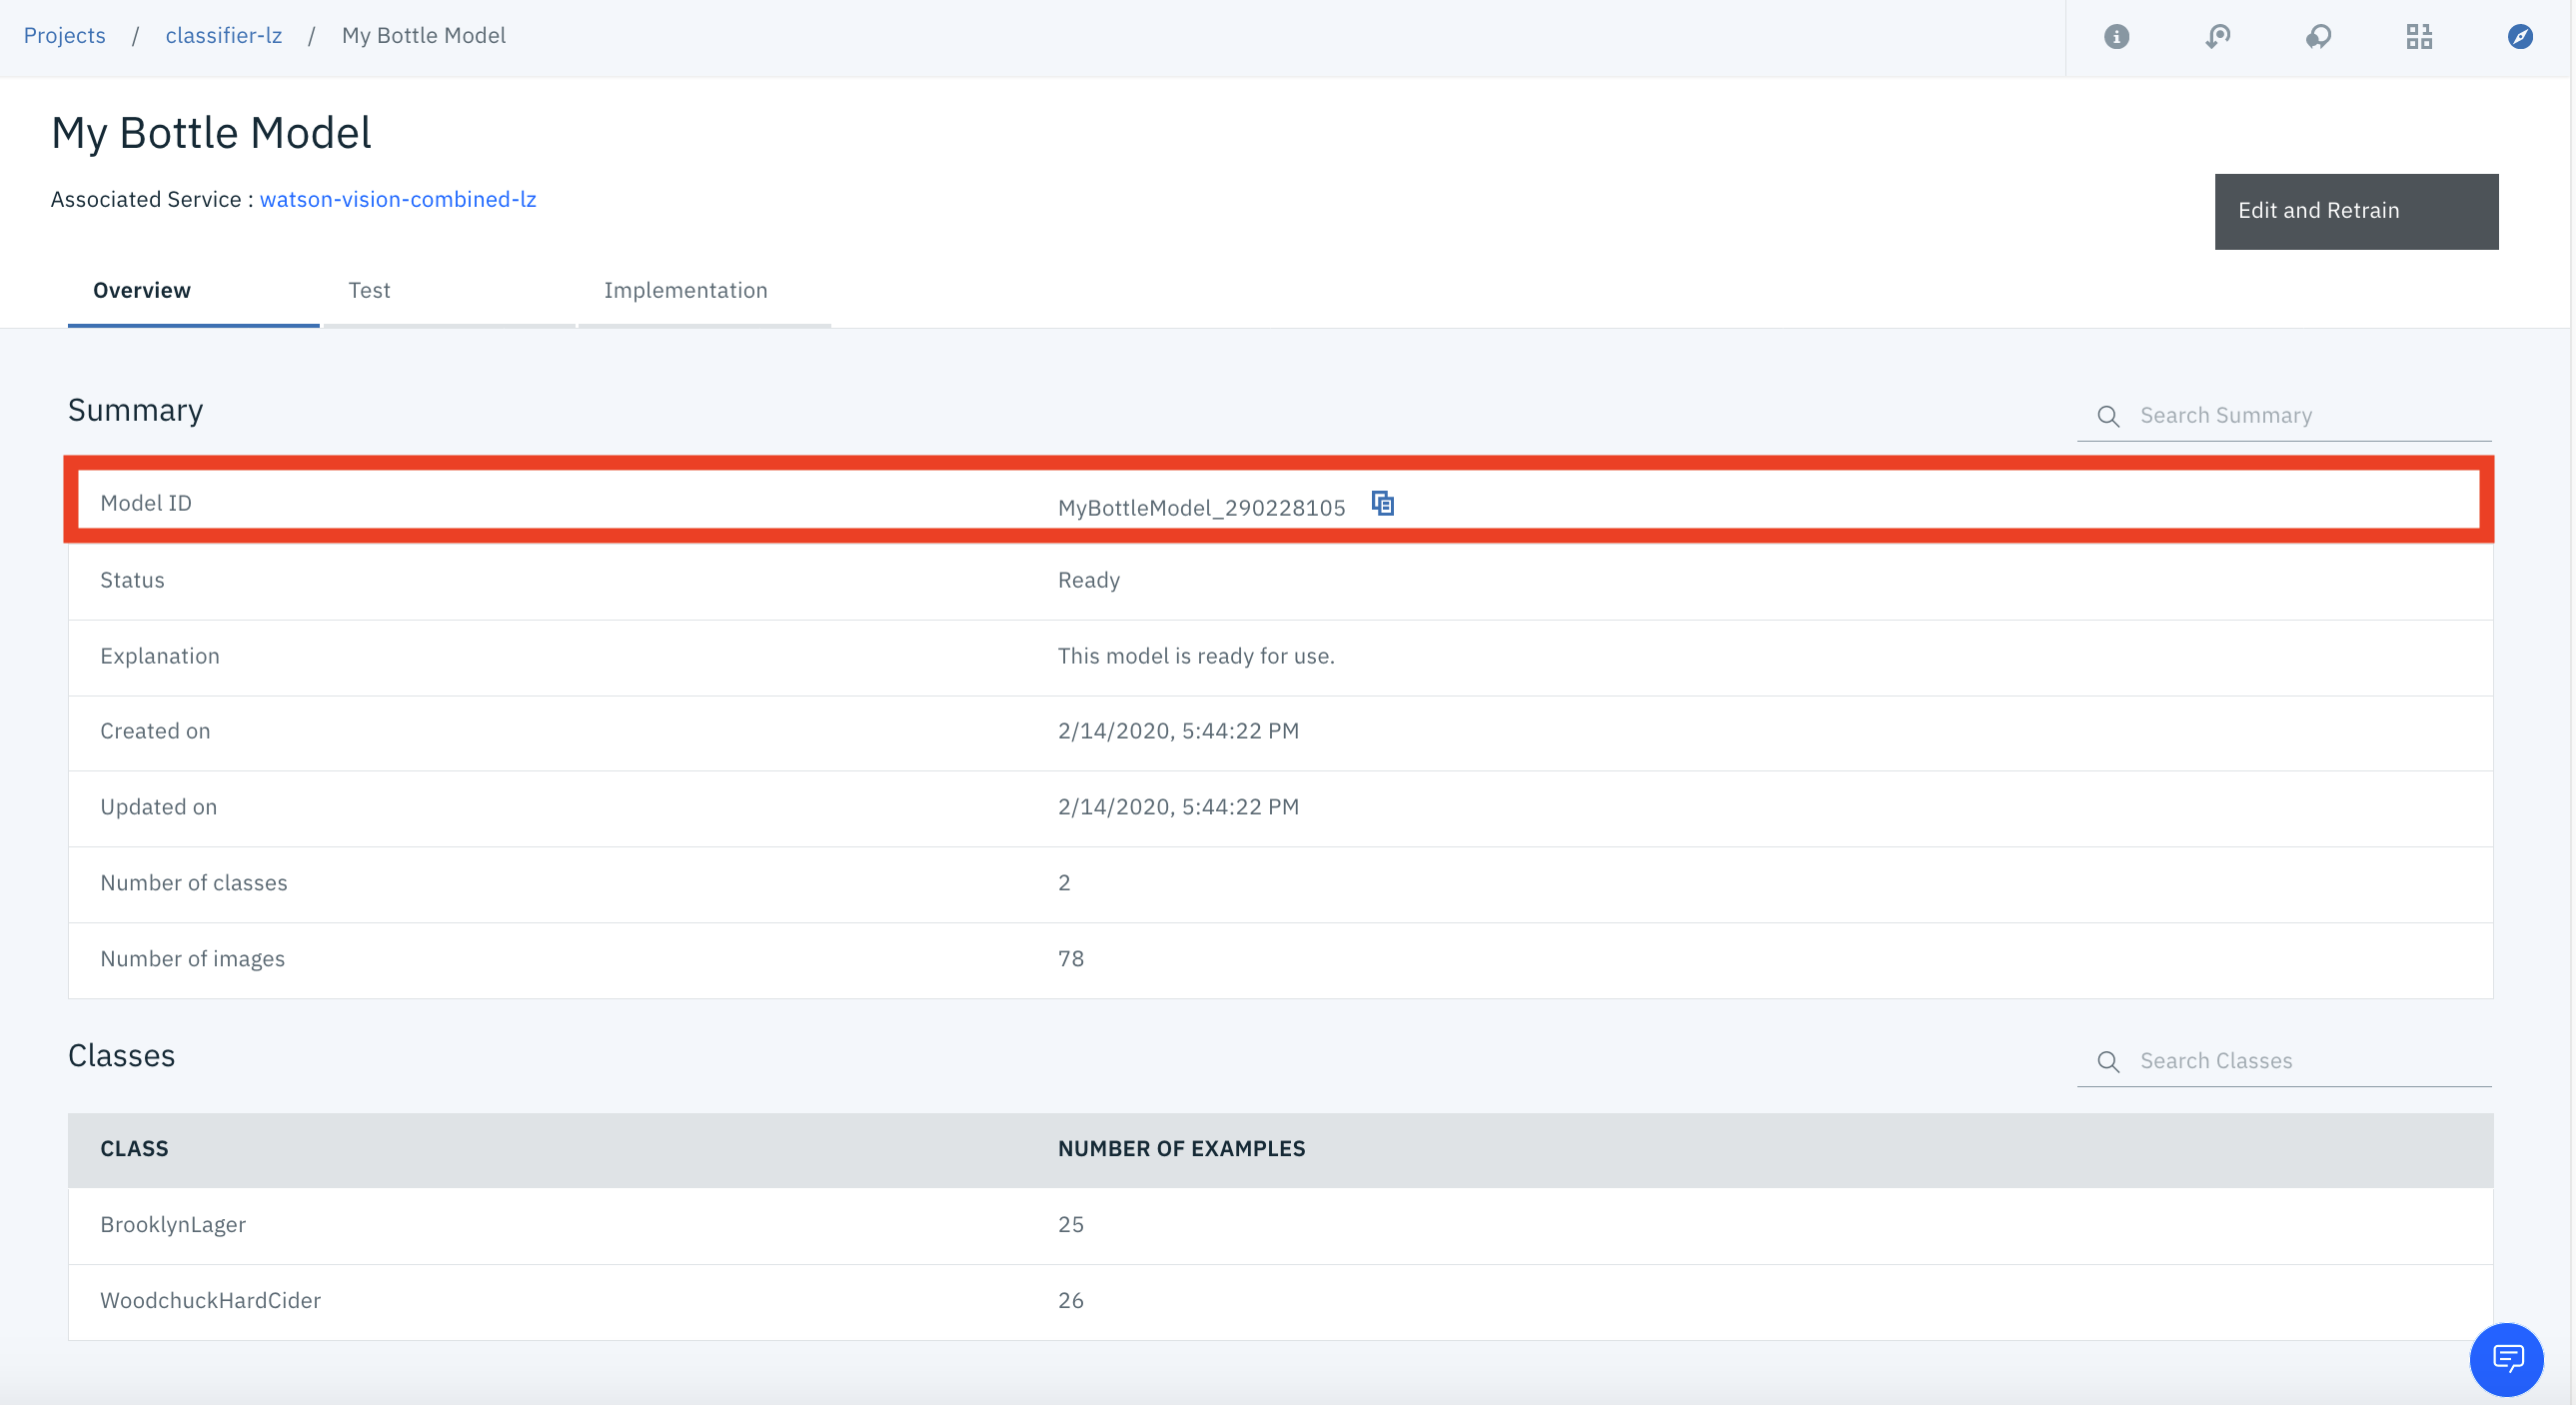 Projects / classifier-lz / My Bottle Model
My Bottle Model
Associated Service : watson-vision-combined-lz
Edit and Retrain
Overview Test Implementation
Summary
Search Summary
Model ID MyBottleModel_290228105
Status Ready
Explanation This model is ready for use.
Created on 2/14/2020, 5:44:22 PM
Updated on 2/14/2020, 5:44:22 PM
Number of classes 2
Number of images 78
Classes
Search Classes
CLASS NUMBER OF EXAMPLES
BrooklynLager 25
WoodchuckHardCider 26